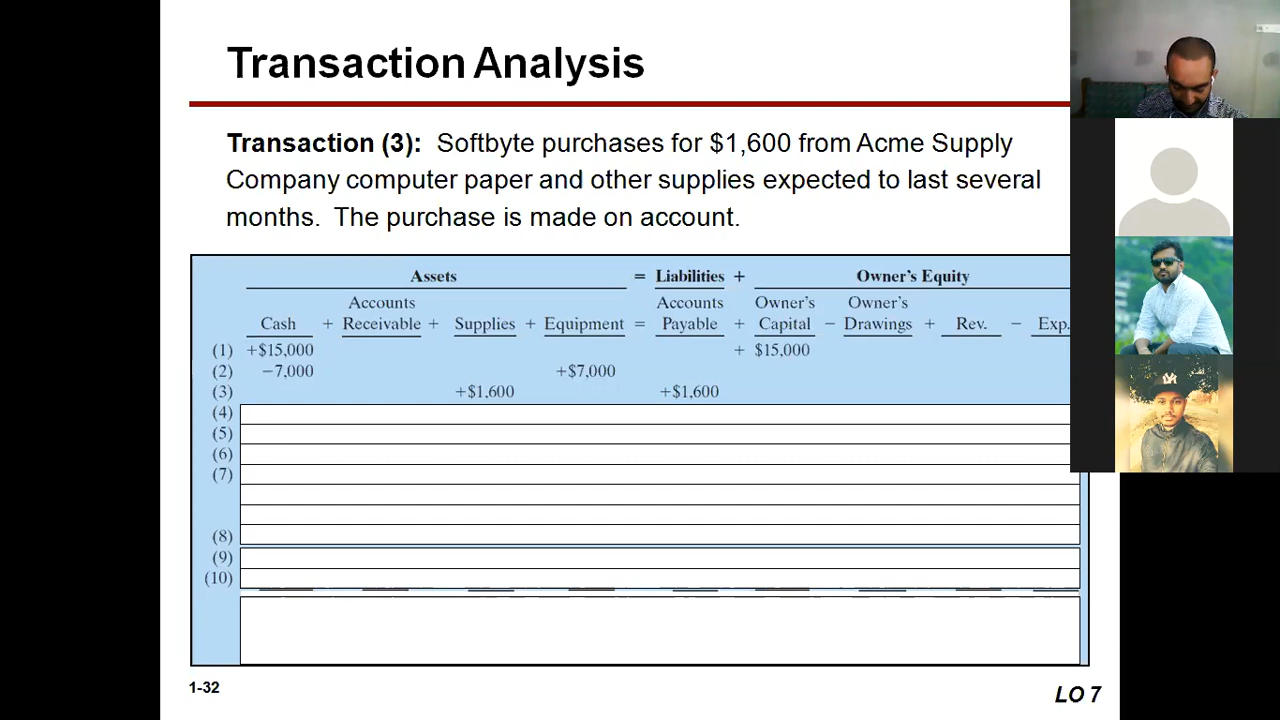 Transaction Analysis
Transaction (3): Softbyte purchases for $1,600 from Acme Supply
Company computer paper and other supplies expected to last several
months. The purchase is made on account.
Assets = Liabilities + Owner's Equity
Accounts Accounts Owner's Owner's
Cash + Receivable + Supplies + Equipment = Payable + Capital − Drawings + Rev. − Exp.
(1) +$15,000 + $15,000
(2) −7,000 +$7,000
(3) +$1,600 +$1,600
(4)
(5)
(6)
(7)
(8)
(9)
(10)
1-32
LO 7